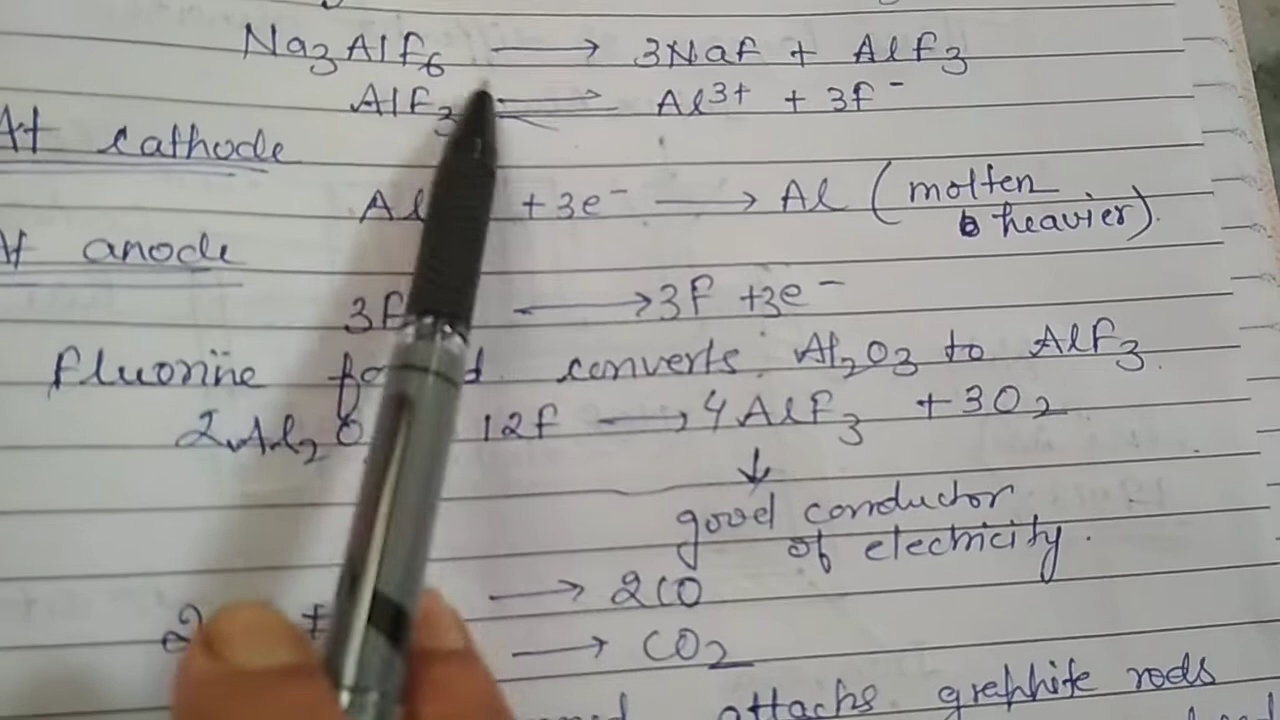 Na3AlF6 ⟶ 3NaF + AlF3
AlF3 ⇌ Al3+ + 3F-
At cathode
Al + 3e- ⟶ Al (molten
heavier).
At anode
3F ⟶ 3F + 3e-
Fluorine converts Al2O3 to AlF3.
2Al2O 12F ⟶ 4AlF3 + 3O2
↓
good conductor
of electricity.
⟶ 2CO
2 + ⟶ CO2
attacks graphite rods